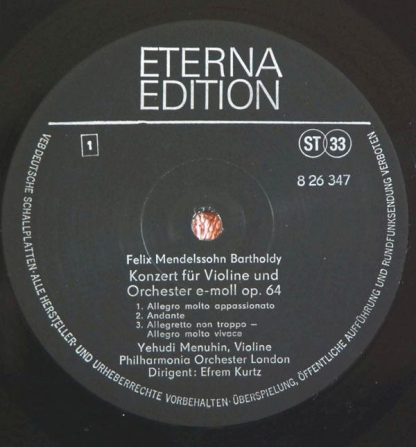 ETERNA
EDITION
1
ST 33
8 26 347
Felix Mendelssohn Bartholdy
Konzert für Violine und
Orchester e-moll op. 64
1. Allegro molto appassionato
2. Andante
3. Allegretto non troppo –
Allegro molto vivace
Yehudi Menuhin, Violine
Philharmonia Orchester London
Dirigent: Efrem Kurtz
VEB DEUTSCHE SCHALLPLATTEN · ALLE HERSTELLER- UND URHEBERRECHTE VORBEHALTEN · ÜBERSPIELUNG, ÖFFENTLICHE AUFFÜHRUNG UND RUNDFUNKSENDUNG VERBOTEN